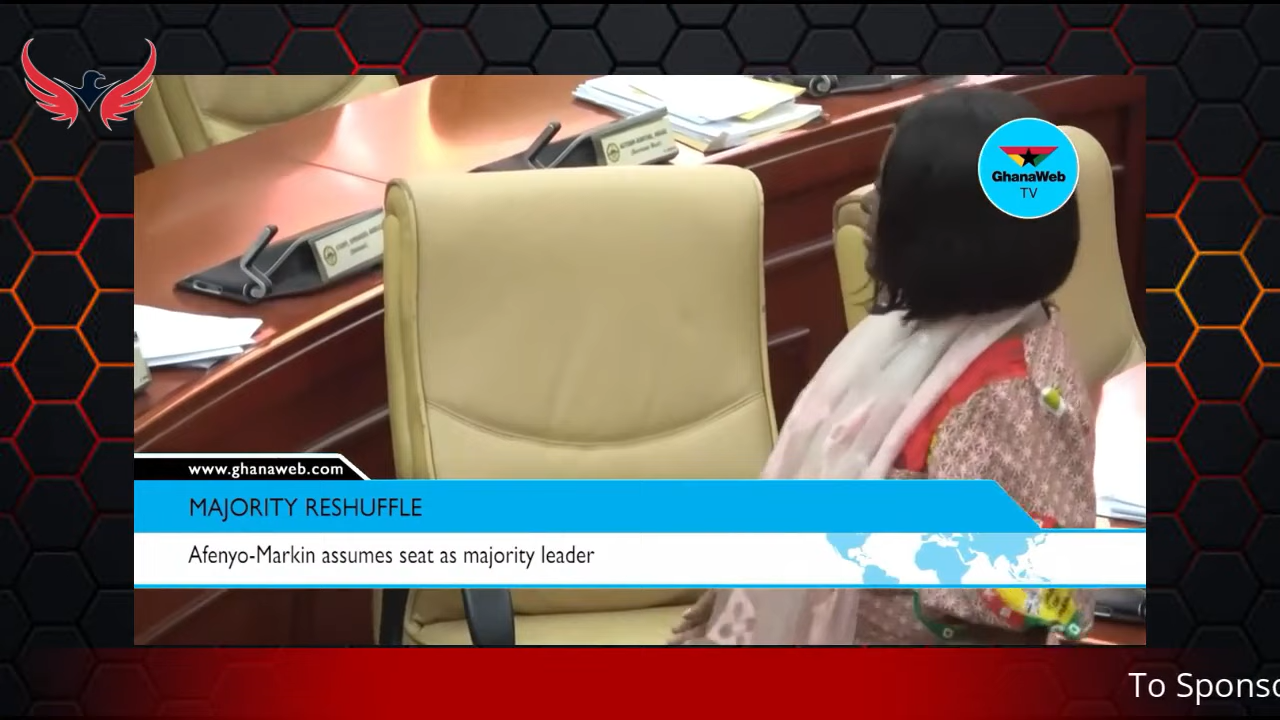 GhanaWeb
TV
www.ghanaweb.com
MAJORITY RESHUFFLE
Afenyo-Markin assumes seat as majority leader
To Sponso